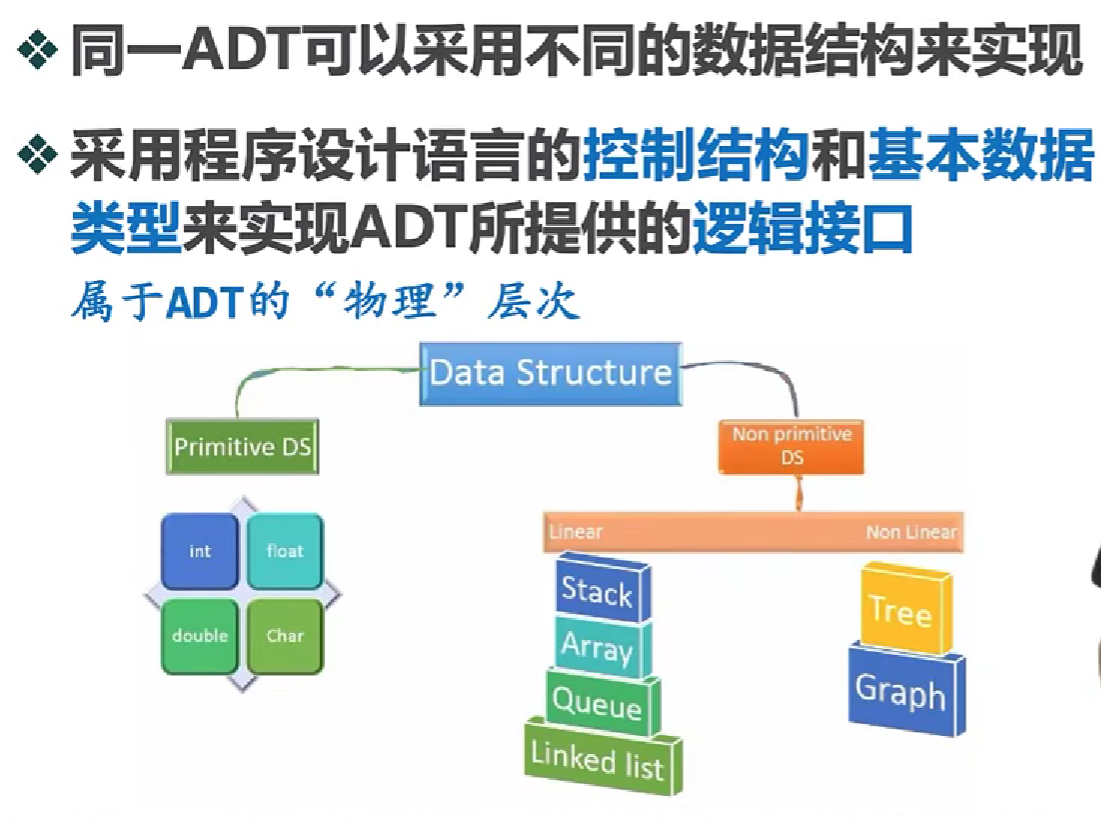 ❖同一ADT可以采用不同的数据结构来实现
❖采用程序设计语言的控制结构和基本数据
类型来实现ADT所提供的逻辑接口
属于ADT的“物理”层次
Data Structure
Primitive DS
Non primitive
DS
int
float
double
Char
Linear
Non Linear
Stack
Array
Queue
Linked list
Tree
Graph